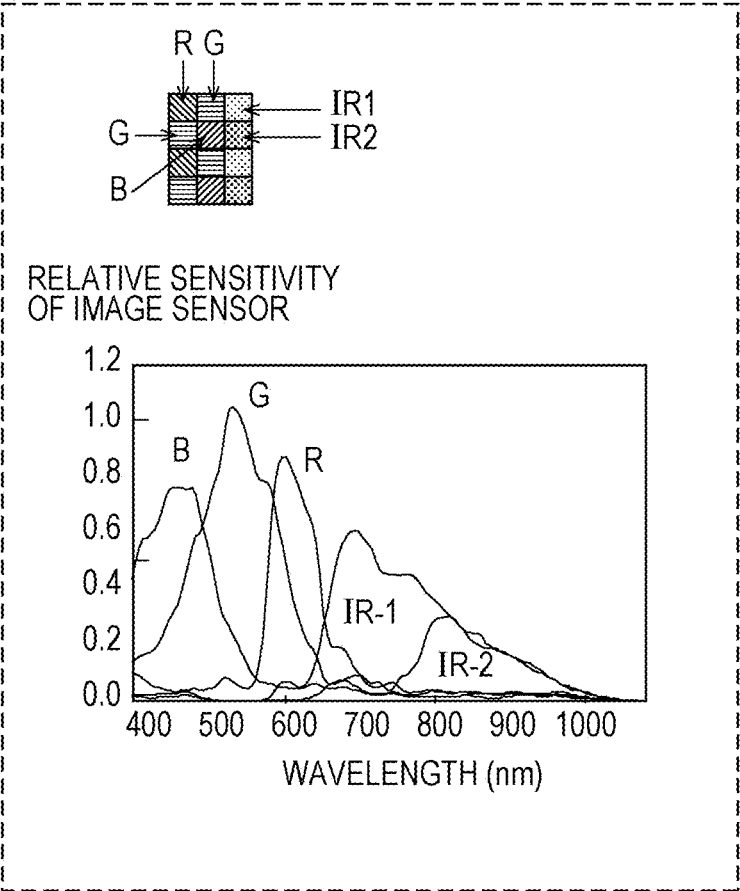 R G
IR1
G
IR2
B
RELATIVE SENSITIVITY
OF IMAGE SENSOR
1.2
1.0
0.8
0.6
0.4
0.2
0.0
B
G
R
IR-1
IR-2
400 500 600 700 800 900 1000
WAVELENGTH (nm)